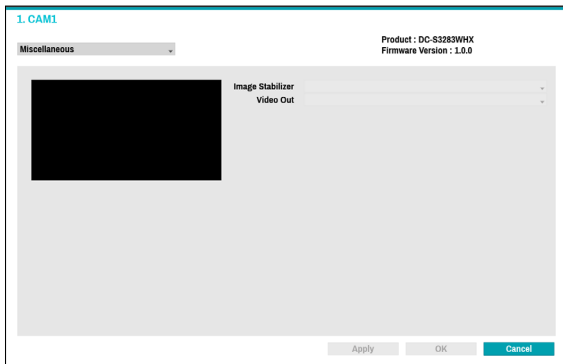 1. CAM1
Miscellaneous
Product : DC-S3283WHX
Firmware Version : 1.0.0
Image Stabilizer
Video Out
Apply
OK
Cancel